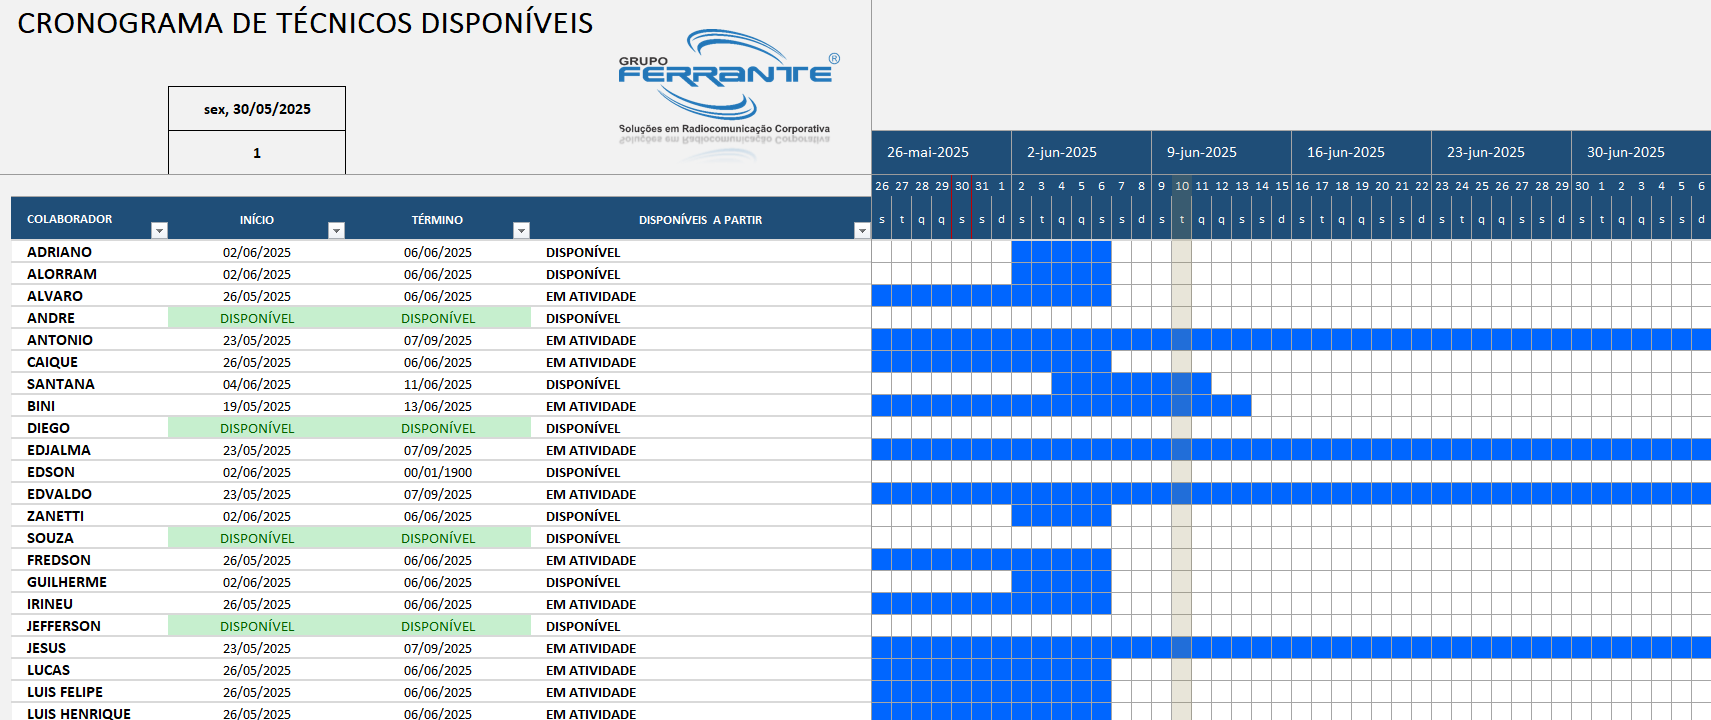 CRONOGRAMA DE TÉCNICOS DISPONÍVEIS
GRUPO
FERRANTE®
Soluções em Radiocomunicação Corporativa
sex, 30/05/2025
1
26-mai-2025 2-jun-2025 9-jun-2025 16-jun-2025 23-jun-2025 30-jun-2025
26 27 28 29 30 31 1 2 3 4 5 6 7 8 9 10 11 12 13 14 15 16 17 18 19 20 21 22 23 24 25 26 27 28 29 30 1 2 3 4 5 6
COLABORADOR INÍCIO TÉRMINO DISPONÍVEIS A PARTIR s t q q s s d s t q q s s d s t q q s s d s t q q s s d s t q q s s d s t q q s s d
ADRIANO 02/06/2025 06/06/2025 DISPONÍVEL
ALORRAM 02/06/2025 06/06/2025 DISPONÍVEL
ALVARO 26/05/2025 06/06/2025 EM ATIVIDADE
ANDRE DISPONÍVEL DISPONÍVEL DISPONÍVEL
ANTONIO 23/05/2025 07/09/2025 EM ATIVIDADE
CAIQUE 26/05/2025 06/06/2025 EM ATIVIDADE
SANTANA 04/06/2025 11/06/2025 DISPONÍVEL
BINI 19/05/2025 13/06/2025 EM ATIVIDADE
DIEGO DISPONÍVEL DISPONÍVEL DISPONÍVEL
EDJALMA 23/05/2025 07/09/2025 EM ATIVIDADE
EDSON 02/06/2025 00/01/1900 DISPONÍVEL
EDVALDO 23/05/2025 07/09/2025 EM ATIVIDADE
ZANETTI 02/06/2025 06/06/2025 DISPONÍVEL
SOUZA DISPONÍVEL DISPONÍVEL DISPONÍVEL
FREDSON 26/05/2025 06/06/2025 EM ATIVIDADE
GUILHERME 02/06/2025 06/06/2025 DISPONÍVEL
IRINEU 26/05/2025 06/06/2025 EM ATIVIDADE
JEFFERSON DISPONÍVEL DISPONÍVEL DISPONÍVEL
JESUS 23/05/2025 07/09/2025 EM ATIVIDADE
LUCAS 26/05/2025 06/06/2025 EM ATIVIDADE
LUIS FELIPE 26/05/2025 06/06/2025 EM ATIVIDADE
LUIS HENRIQUE 26/05/2025 06/06/2025 EM ATIVIDADE